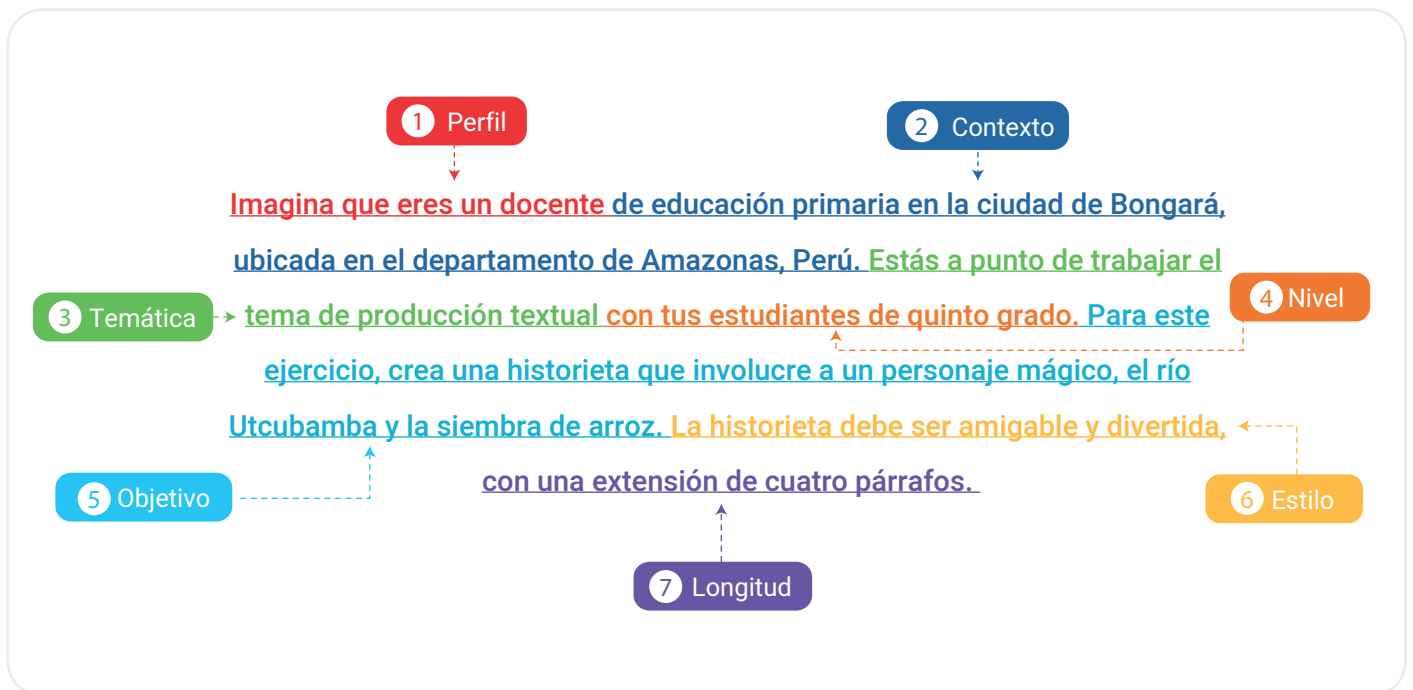 1 Perfil
2 Contexto
Imagina que eres un docente de educación primaria en la ciudad de Bongará,
ubicada en el departamento de Amazonas, Perú. Estás a punto de trabajar el
3 Temática
tema de producción textual con tus estudiantes de quinto grado. Para este
4 Nivel
ejercicio, crea una historieta que involucre a un personaje mágico, el río
Utcubamba y la siembra de arroz. La historieta debe ser amigable y divertida,
5 Objetivo
con una extensión de cuatro párrafos.
6 Estilo
7 Longitud